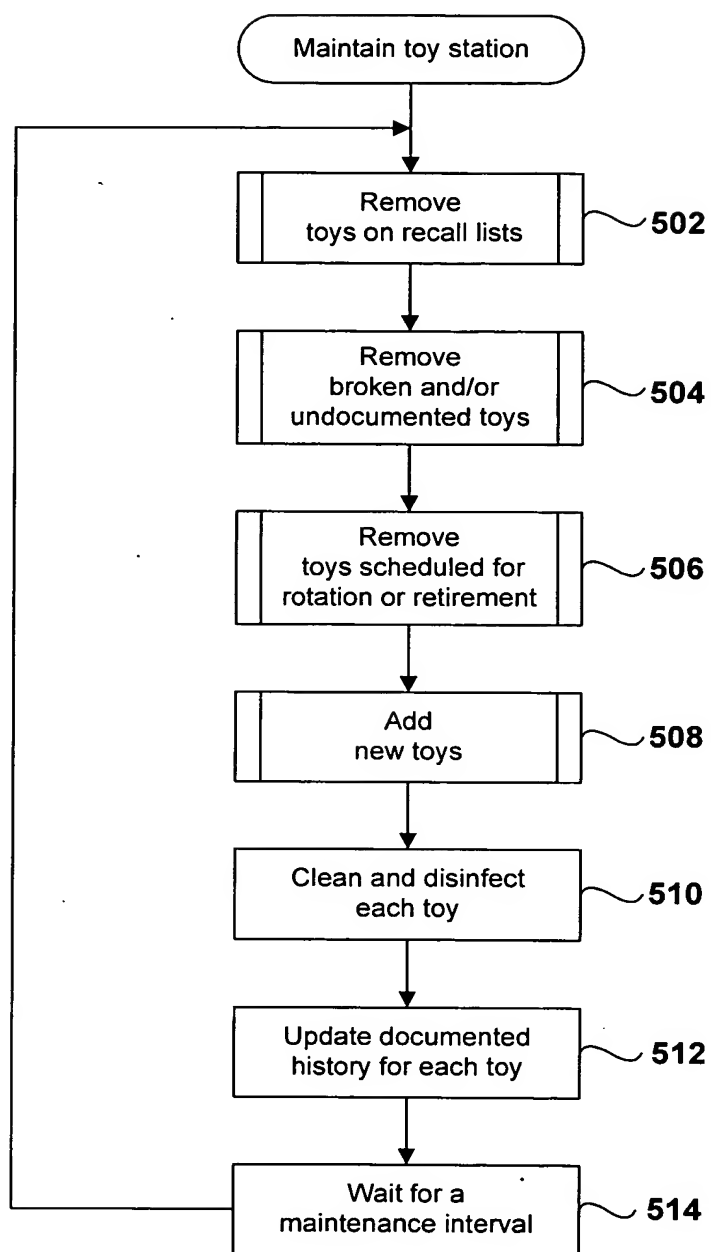 Maintain toy station
Remove
toys on recall lists
502
Remove
broken and/or
undocumented toys
504
Remove
toys scheduled for
rotation or retirement
506
Add
new toys
508
Clean and disinfect
each toy
510
Update documented
history for each toy
512
Wait for a
maintenance interval
514